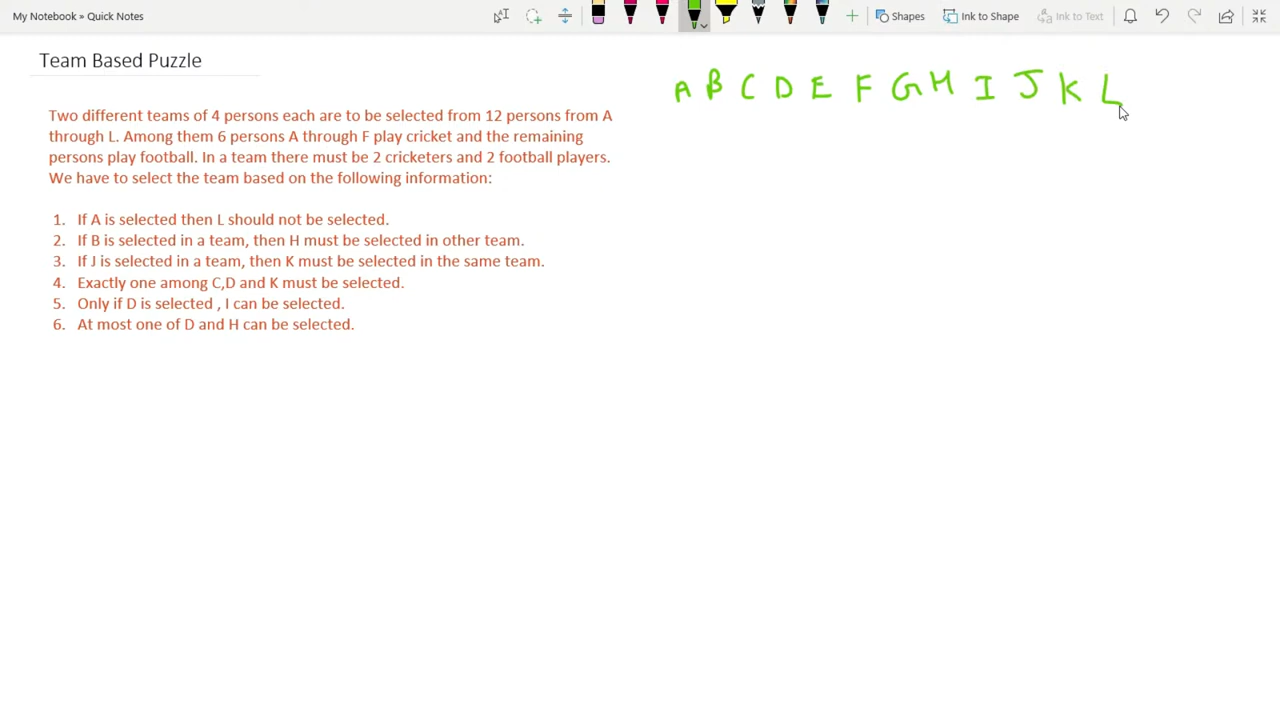 My Notebook » Quick Notes
Shapes
Ink to Shape
Ink to Text
Team Based Puzzle
A B C D E F G H I J K L
Two different teams of 4 persons each are to be selected from 12 persons from A
through L. Among them 6 persons A through F play cricket and the remaining
persons play football. In a team there must be 2 cricketers and 2 football players.
We have to select the team based on the following information:
1. If A is selected then L should not be selected.
2. If B is selected in a team, then H must be selected in other team.
3. If J is selected in a team, then K must be selected in the same team.
4. Exactly one among C,D and K must be selected.
5. Only if D is selected , I can be selected.
6. At most one of D and H can be selected.